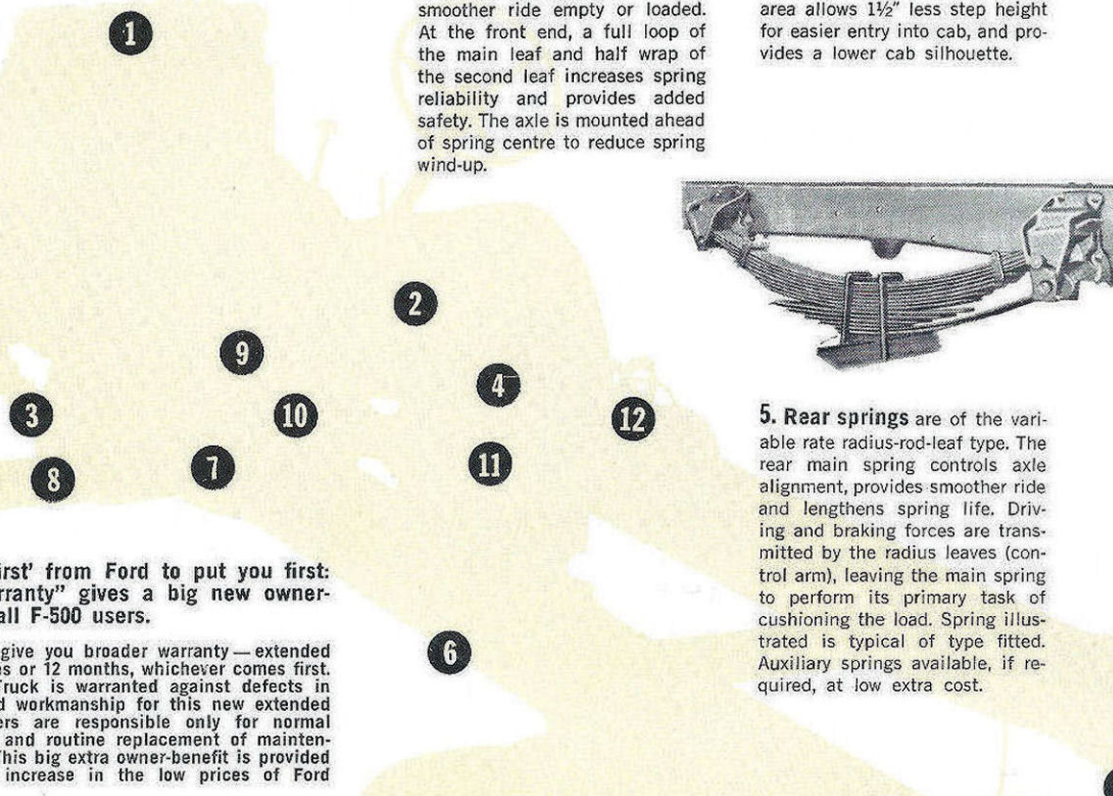 smoother ride empty or loaded.
At the front end, a full loop of
the main leaf and half wrap of
the second leaf increases spring
reliability and provides added
safety. The axle is mounted ahead
of spring centre to reduce spring
wind-up.
area allows 1½" less step height
for easier entry into cab, and pro-
vides a lower cab silhouette.
1
2
9
4
3
10
12
8
7
11
6
5. Rear springs are of the vari-
able rate radius-rod-leaf type. The
rear main spring controls axle
alignment, provides smoother ride
and lengthens spring life. Driv-
ing and braking forces are trans-
mitted by the radius leaves (con-
trol arm), leaving the main spring
to perform its primary task of
cushioning the load. Spring illus-
trated is typical of type fitted.
Auxiliary springs available, if re-
quired, at low extra cost.
irst' from Ford to put you first:
rranty" gives a big new owner-
all F-500 users.
give you broader warranty — extended
es or 12 months, whichever comes first.
Truck is warranted against defects in
d workmanship for this new extended
ers are responsible only for normal
and routine replacement of mainten-
This big extra owner-benefit is provided
increase in the low prices of Ford